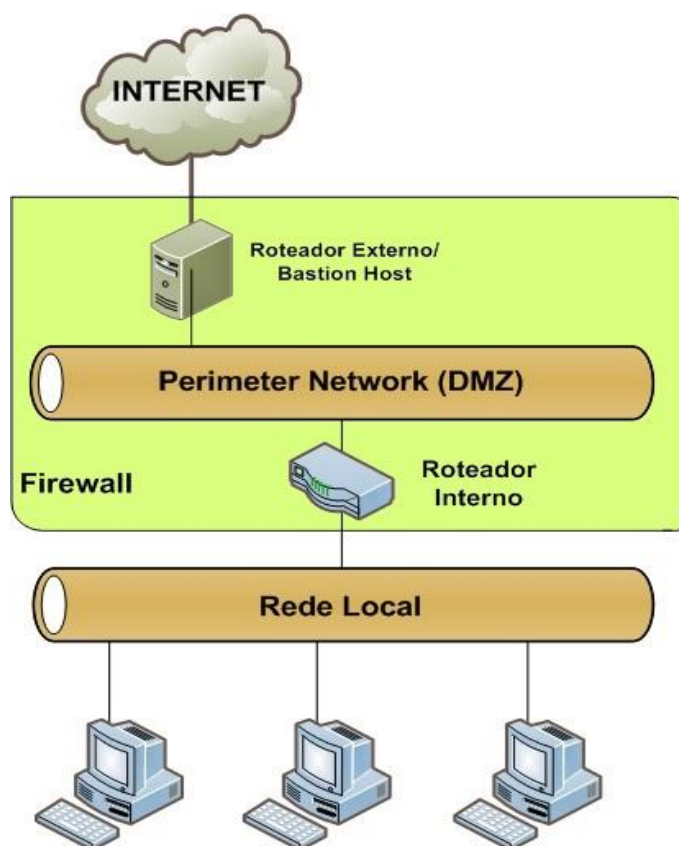 INTERNET
Roteador Externo/
Bastion Host
Perimeter Network (DMZ)
Firewall
Roteador
Interno
Rede Local